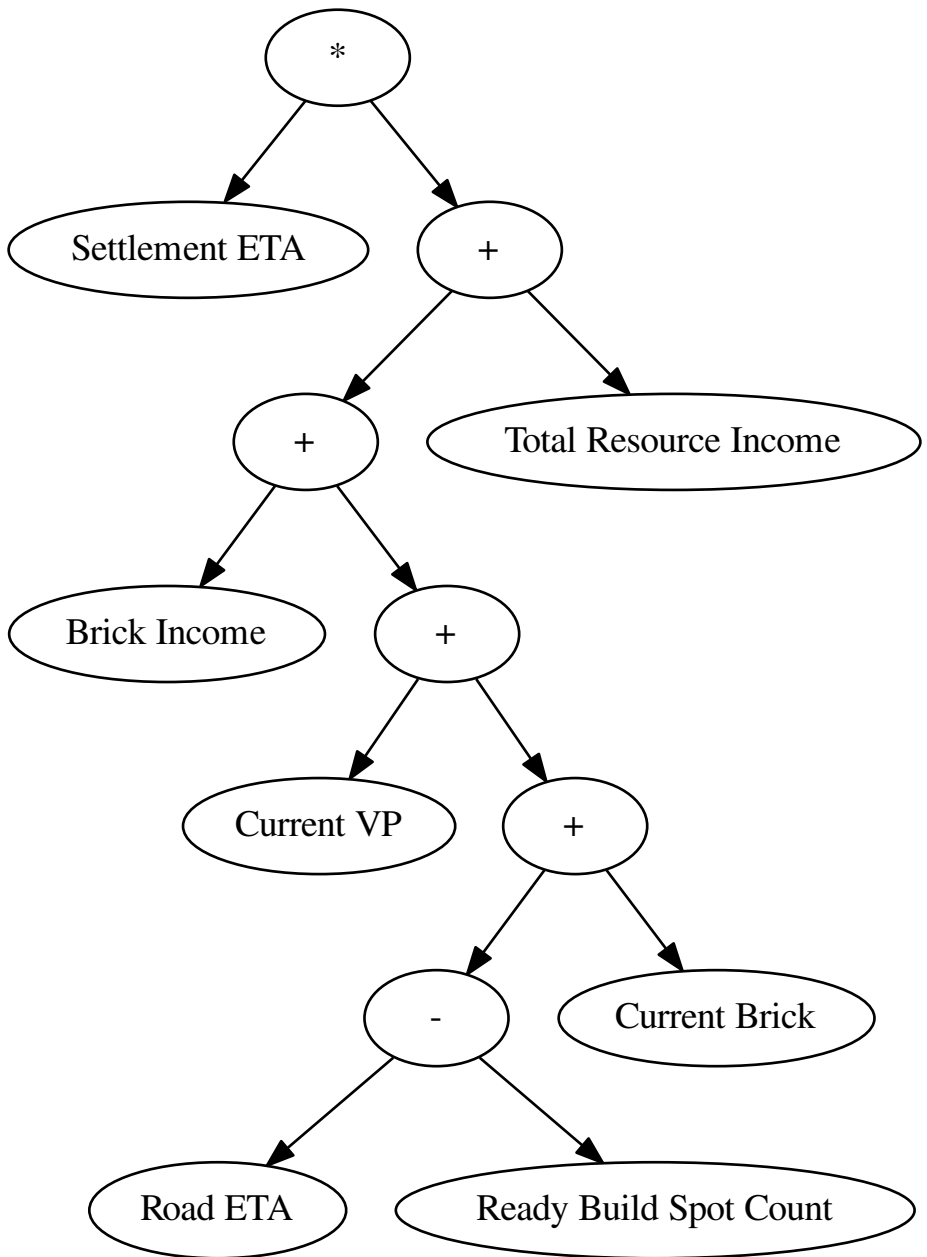 *
Settlement ETA
+
+
Total Resource Income
Brick Income
+
Current VP
+
-
Current Brick
Road ETA
Ready Build Spot Count